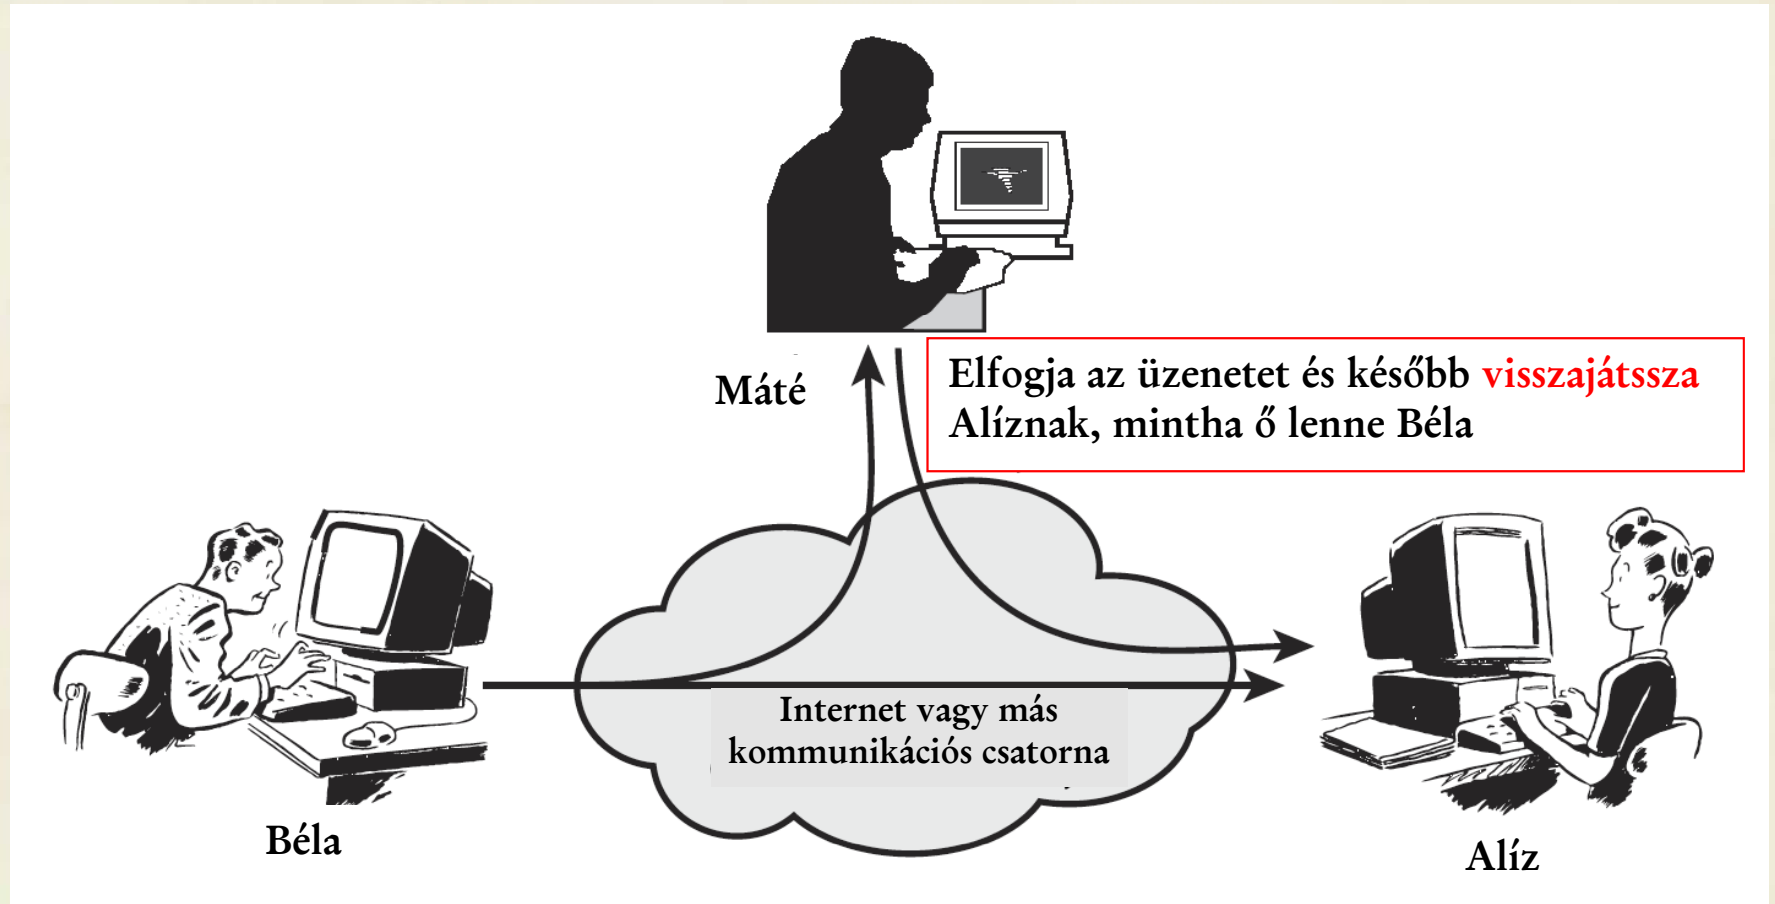 Máté
Elfogja az üzenetet és később visszajátssza
Alíznak, mintha ő lenne Béla
Internet vagy más
kommunikációs csatorna
Béla
Alíz